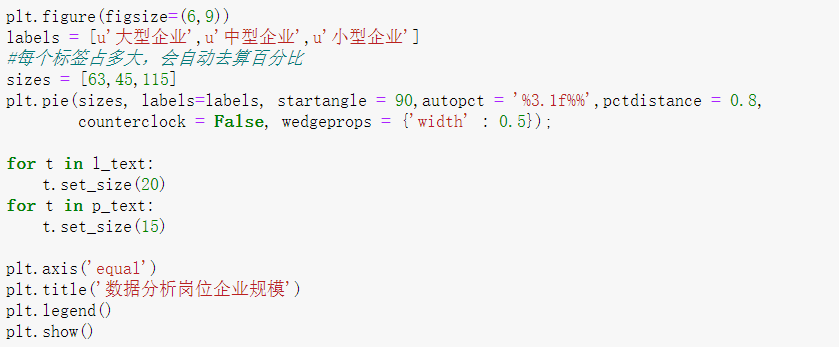 plt.figure(figsize=(6,9))
labels = [u'大型企业',u'中型企业',u'小型企业']
#每个标签占多大，会自动去算百分比
sizes = [63,45,115]
plt.pie(sizes, labels=labels, startangle = 90,autopct = '%3.1f%%',pctdistance = 0.8,
        counterclock = False, wedgeprops = {'width' : 0.5});

for t in l_text:
    t.set_size(20)
for t in p_text:
    t.set_size(15)

plt.axis('equal')
plt.title('数据分析岗位企业规模')
plt.legend()
plt.show()